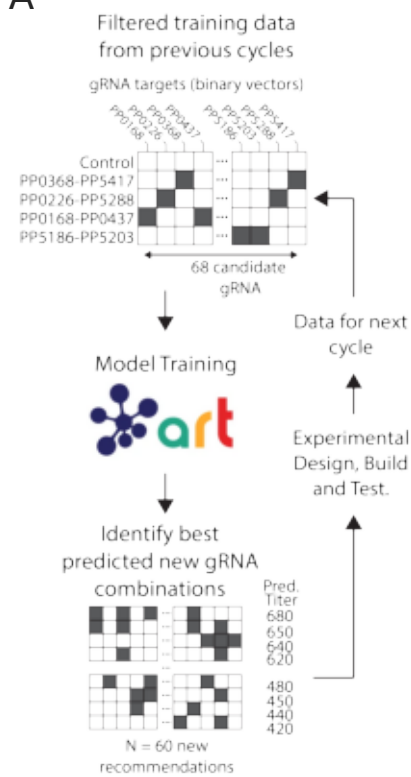 A
Filtered training data
from previous cycles
gRNA targets (binary vectors)
PP0168 PP0226 PP0368 PP0437 PP5186 PP5203 PP5288 PP5417
Control
PP0368-PP5417
PP0226-PP5288
PP0168-PP0437
PP5186-PP5203
68 candidate
gRNA
Data for next
cycle
Model Training
art
Experimental
Design, Build
and Test.
Identify best
predicted new gRNA
combinations
Pred.
Titer
680
650
640
620
480
450
440
420
N = 60 new
recommendations